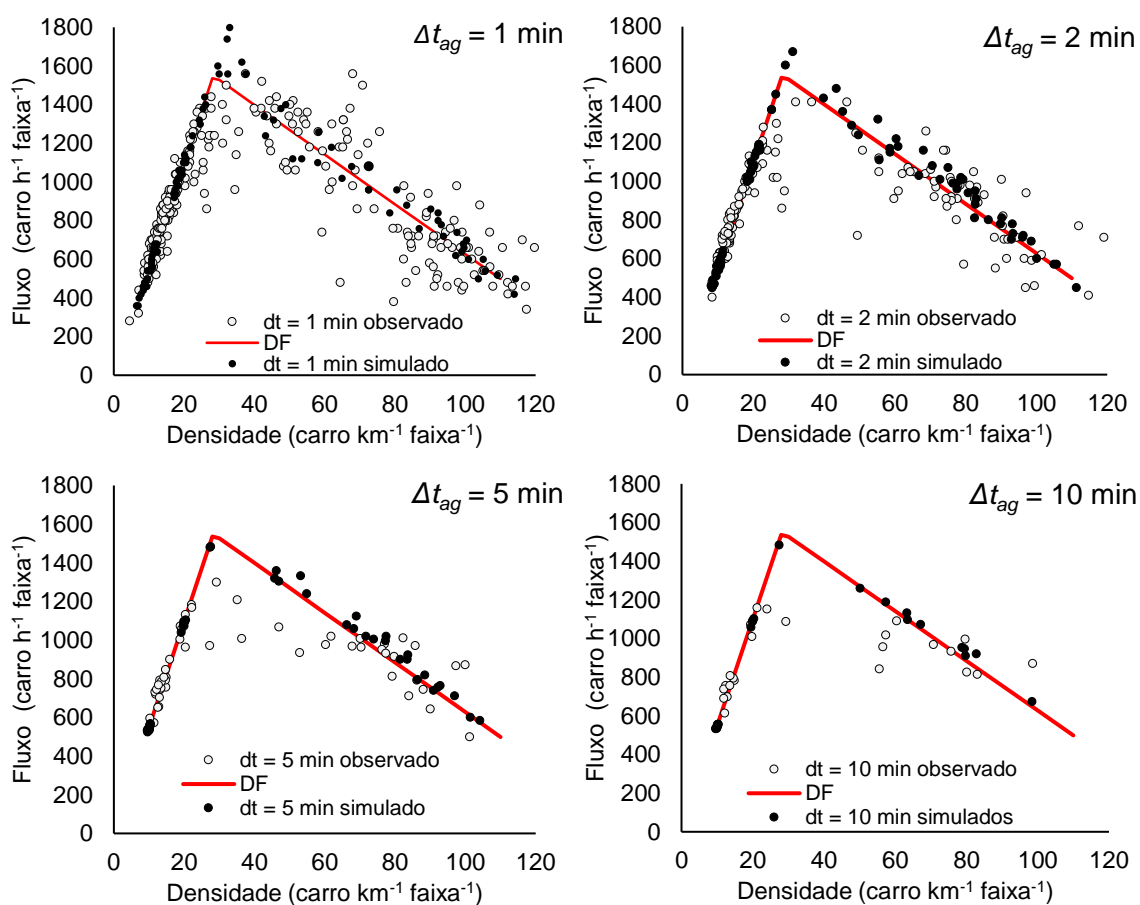 Δt_ag = 1 min
1800
1600
1400
1200
1000
800
600
400
200
0
Fluxo (carro h⁻¹ faixa⁻¹)
dt = 1 min observado
DF
dt = 1 min simulado
0 20 40 60 80 100 120
Densidade (carro km⁻¹ faixa⁻¹)
Δt_ag = 2 min
1800
1600
1400
1200
1000
800
600
400
200
0
Fluxo (carro h⁻¹ faixa⁻¹)
dt = 2 min observado
DF
dt = 2 min simulado
0 20 40 60 80 100 120
Densidade (carro km⁻¹ faixa⁻¹)
Δt_ag = 5 min
1800
1600
1400
1200
1000
800
600
400
200
0
Fluxo (carro h⁻¹ faixa⁻¹)
dt = 5 min observado
DF
dt = 5 min simulado
0 20 40 60 80 100 120
Densidade (carro km⁻¹ faixa⁻¹)
Δt_ag = 10 min
1800
1600
1400
1200
1000
800
600
400
200
0
Fluxo (carro h⁻¹ faixa⁻¹)
dt = 10 min observado
DF
dt = 10 min simulados
0 20 40 60 80 100 120
Densidade (carro km⁻¹ faixa⁻¹)